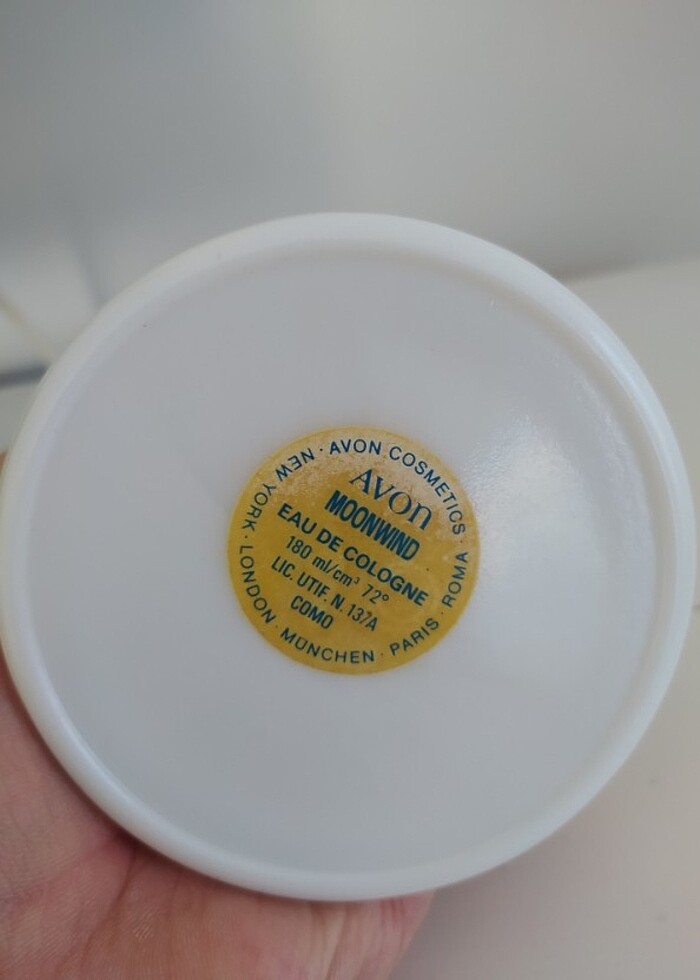 AVON COSMETICS · ROMA · PARIS · MÜNCHEN · LONDON · NEW YORK ·
Avon
MOONWIND
EAU DE COLOGNE
180 ml/cm³ 72°
LIC. UTIF. N. 137A
COMO